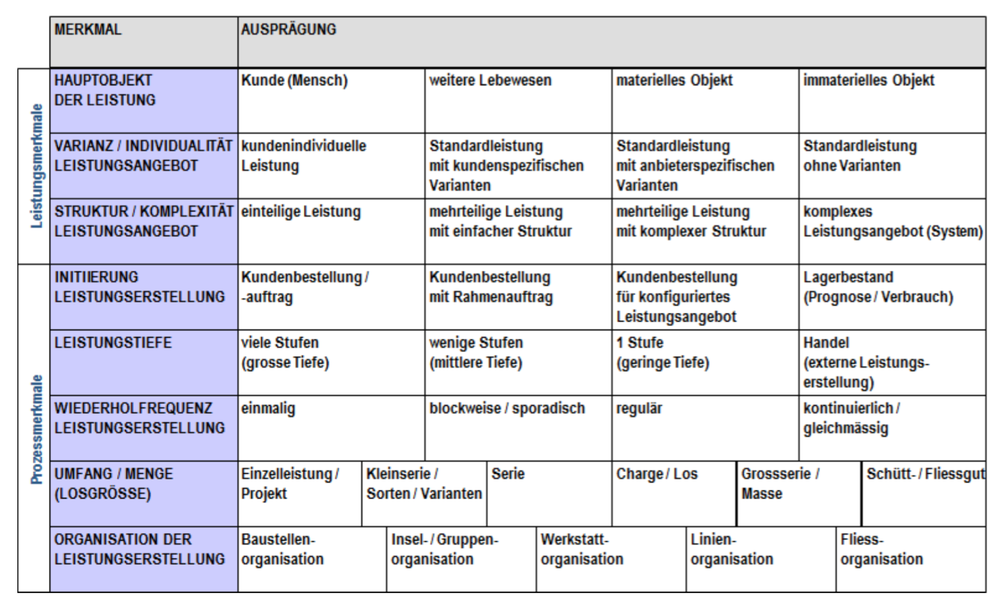 MERKMAL
AUSPRÄGUNG
Leistungsmerkmale
HAUPTOBJEKT
DER LEISTUNG
Kunde (Mensch)
weitere Lebewesen
materielles Objekt
immaterielles Objekt
VARIANZ / INDIVIDUALITÄT
LEISTUNGSANGEBOT
kundenindividuelle
Leistung
Standardleistung
mit kundenspezifischen
Varianten
Standardleistung
mit anbieterspezifischen
Varianten
Standardleistung
ohne Varianten
STRUKTUR / KOMPLEXITÄT
LEISTUNGSANGEBOT
einteilige Leistung
mehrteilige Leistung
mit einfacher Struktur
mehrteilige Leistung
mit komplexer Struktur
komplexes
Leistungsangebot (System)
Prozessmerkmale
INITIIERUNG
LEISTUNGSERSTELLUNG
Kundenbestellung /
-auftrag
Kundenbestellung
mit Rahmenauftrag
Kundenbestellung
für konfiguriertes
Leistungsangebot
Lagerbestand
(Prognose / Verbrauch)
LEISTUNGSTIEFE
viele Stufen
(grosse Tiefe)
wenige Stufen
(mittlere Tiefe)
1 Stufe
(geringe Tiefe)
Handel
(externe Leistungs-
erstellung)
WIEDERHOLFREQUENZ
LEISTUNGSERSTELLUNG
einmalig
blockweise / sporadisch
regulär
kontinuierlich /
gleichmässig
UMFANG / MENGE
(LOSGRÖSSE)
Einzelleistung /
Projekt
Kleinserie /
Sorten / Varianten
Serie
Charge / Los
Grossserie /
Masse
Schütt- / Fliessgut
ORGANISATION DER
LEISTUNGSERSTELLUNG
Baustellen-
organisation
Insel- / Gruppen-
organisation
Werkstatt-
organisation
Linien-
organisation
Fliess-
organisation